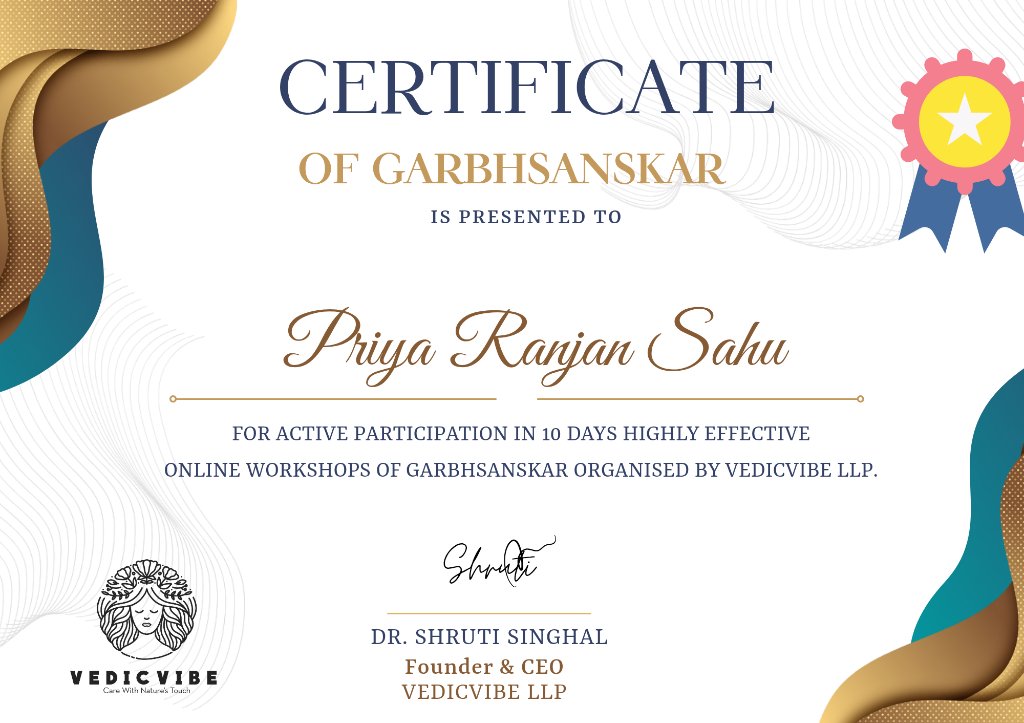 CERTIFICATE
OF GARBHSANSKAR
IS PRESENTED TO
Priya Ranjan Sahu
FOR ACTIVE PARTICIPATION IN 10 DAYS HIGHLY EFFECTIVE
ONLINE WORKSHOPS OF GARBHSANSKAR ORGANISED BY VEDICVIBE LLP.
Shruti
DR. SHRUTI SINGHAL
Founder & CEO
VEDICVIBE LLP
VEDICVIBE
Care With Nature's Touch